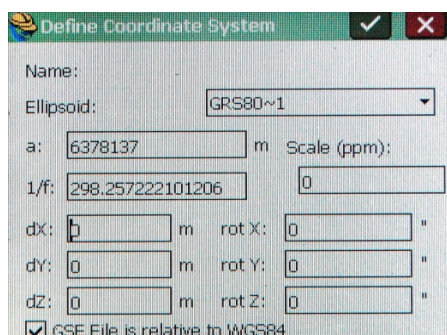 Define Coordinate System
Name:
Ellipsoid: GRS80~1
a: 6378137 m Scale (ppm):
1/f: 298.257222101206 0
dX: 0 m rot X: 0 "
dY: 0 m rot Y: 0 "
dZ: 0 m rot Z: 0 "
GSF File is relative to WGS84